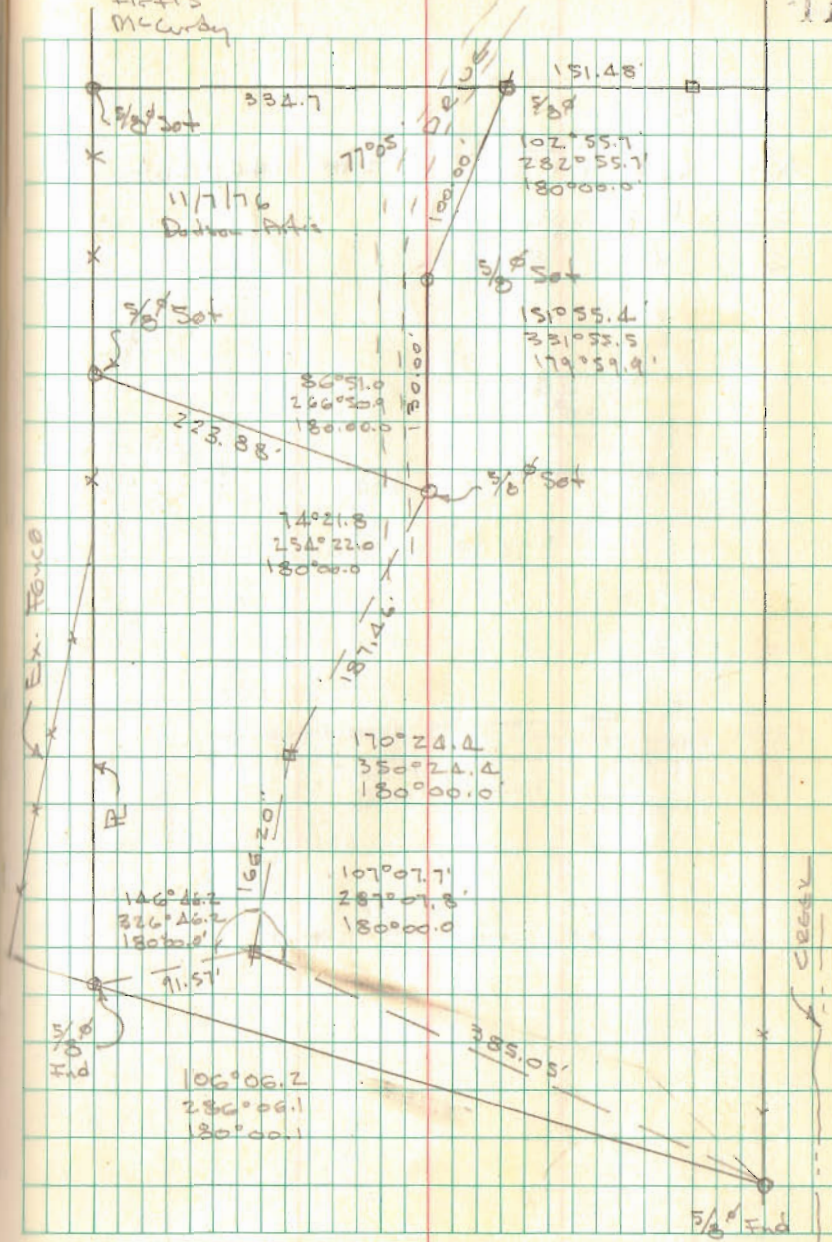 McCurdy
Drive
151.48'
334.7
5/8"ø
5/8"ø Set
77°05'
100.00'
102°55.7'
282°55.7'
180°00.0'
11/7/76
Dodson - Artis
5/8"ø Set
151°55.4'
331°55.5
179°59.9'
5/8"ø Set
86°51.0
266°50.9
180.00.0
130.00'
223.88'
5/8"ø Set
74°21.8
254°22.0
180°00.0
Ex. Fence
187.46'
170°24.4
350°24.4
180°00.0'
PL
165.20'
107°07.7'
287°07.8'
180°00.0
146°46.2
326°46.2
180°00.0'
91.57'
CREEK
385.05'
5/8"ø
Fnd
106°06.2
286°06.1
180°00.1
5/8"ø Fnd